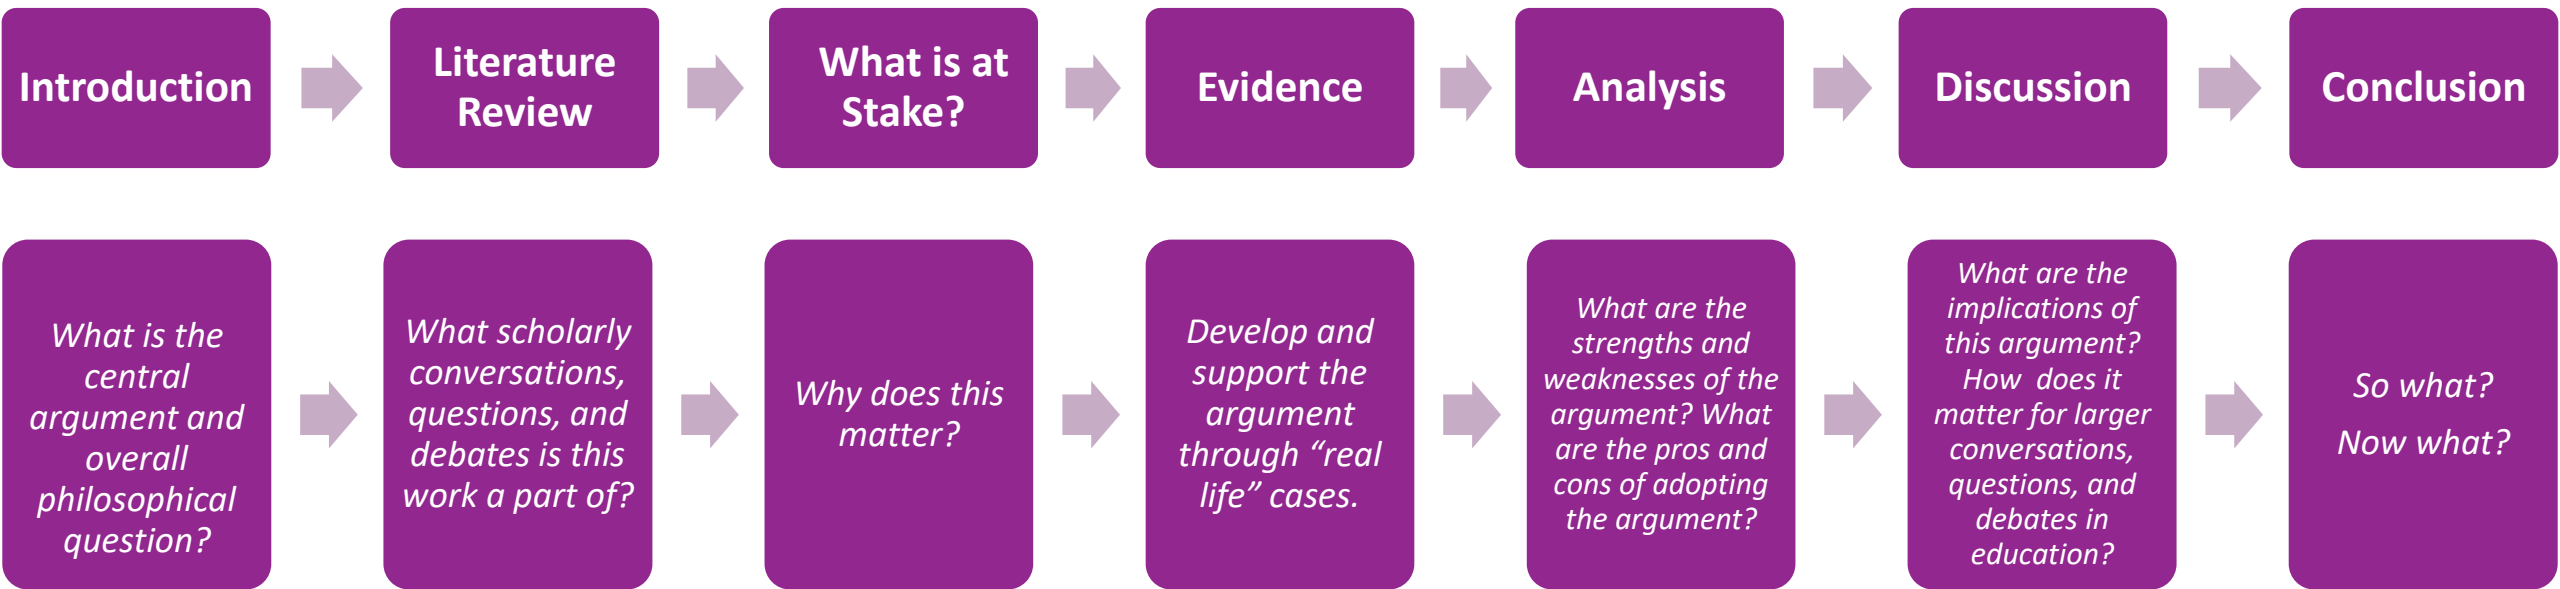 Introduction
Literature
Review
What is at
Stake?
Evidence
Analysis
Discussion
Conclusion
What is the
central
argument and
overall
philosophical
question?
What scholarly
conversations,
questions, and
debates is this
work a part of?
Why does this
matter?
Develop and
support the
argument
through “real
life” cases.
What are the
strengths and
weaknesses of the
argument? What
are the pros and
cons of adopting
the argument?
What are the
implications of
this argument?
How does it
matter for larger
conversations,
questions, and
debates in
education?
So what?
Now what?